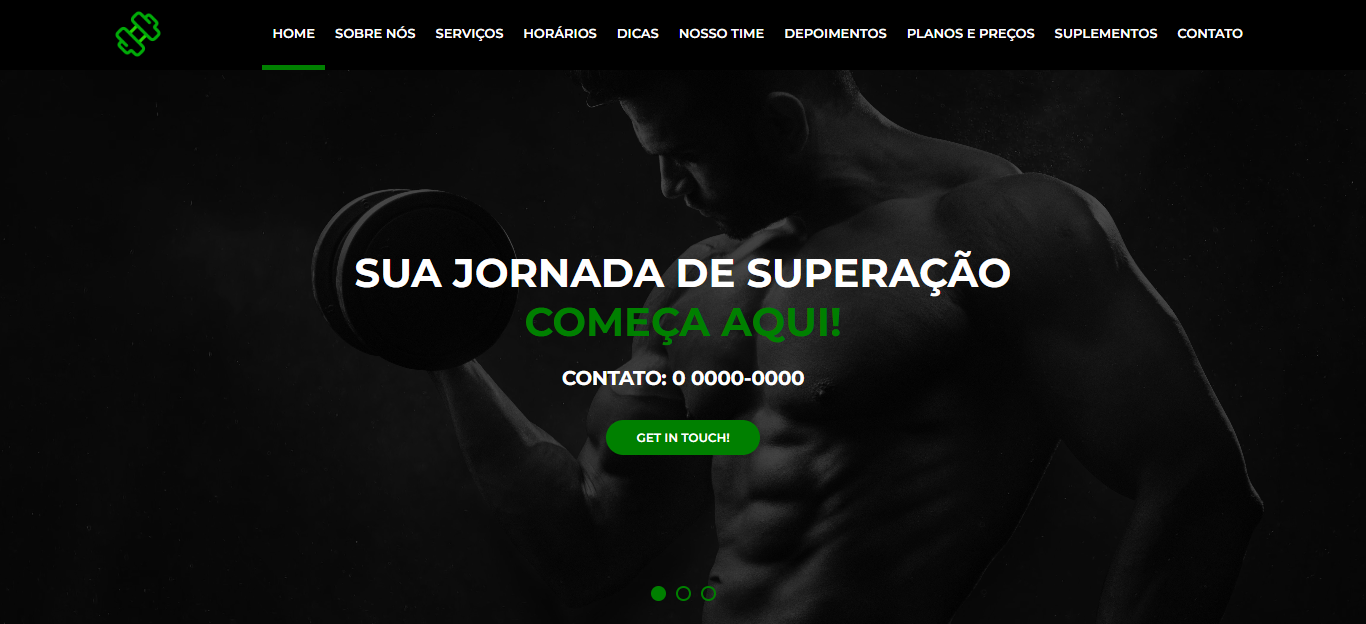 HOME SOBRE NÓS SERVIÇOS HORÁRIOS DICAS NOSSO TIME DEPOIMENTOS PLANOS E PREÇOS SUPLEMENTOS CONTATO
SUA JORNADA DE SUPERAÇÃO
COMEÇA AQUI!
CONTATO: 0 0000-0000
GET IN TOUCH!